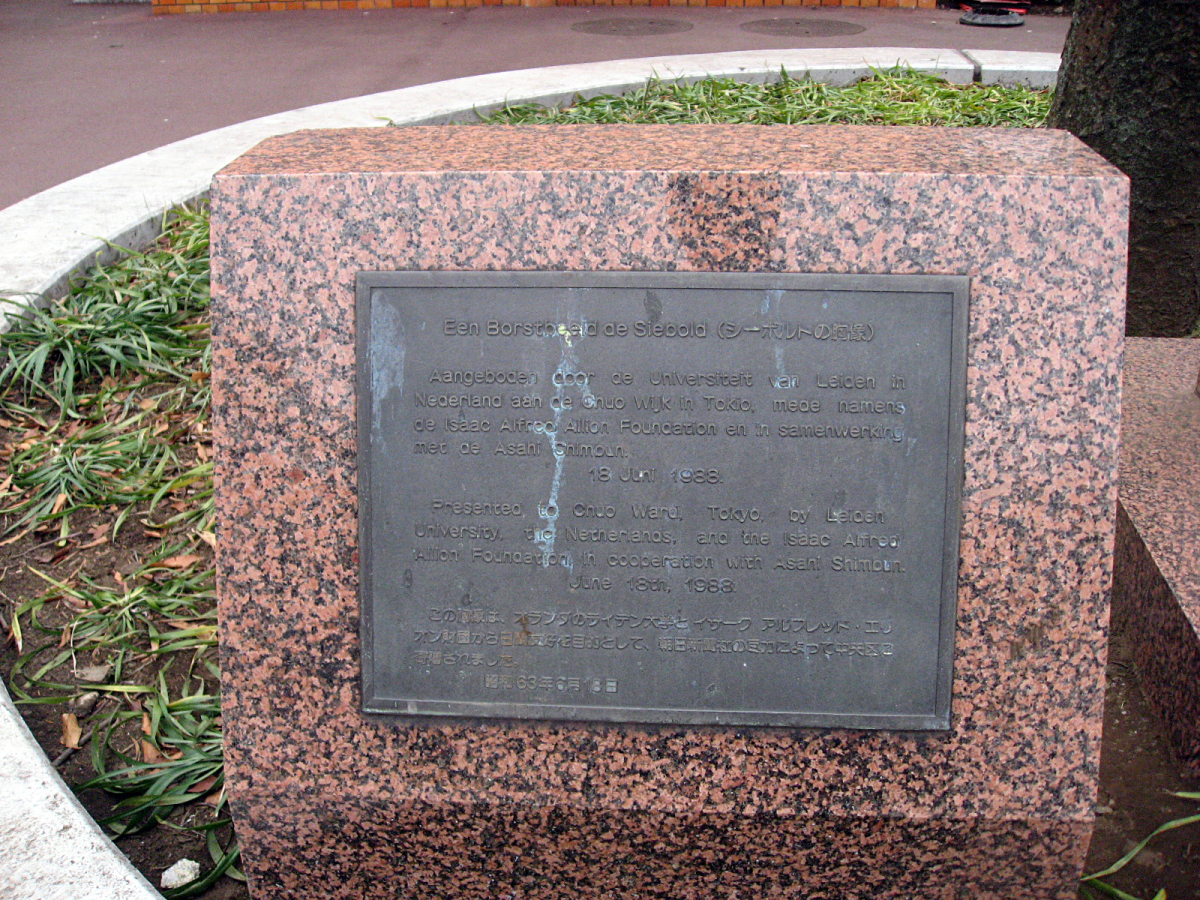 Een Borstbeeld de Siebold (シーボルトの胸像)
Aangeboden door de Universiteit van Leiden in
Nederland aan de Chuo Wijk in Tokio, mede namens
de Isaac Alfred Ailion Foundation en in samenwerking
met de Asahi Shimbun.
18 Juni 1988.
Presented to Chuo Ward, Tokyo, by Leiden
University, the Netherlands, and the Isaac Alfred
Ailion Foundation, in cooperation with Asahi Shimbun.
June 18th, 1988.
この胸像は、オランダのライデン大学と イサーク アルフレッド・エリ
オン財団から日蘭友好を目的として、朝日新聞社の尽力によって中央区に
寄贈されました。
昭和63年6月18日